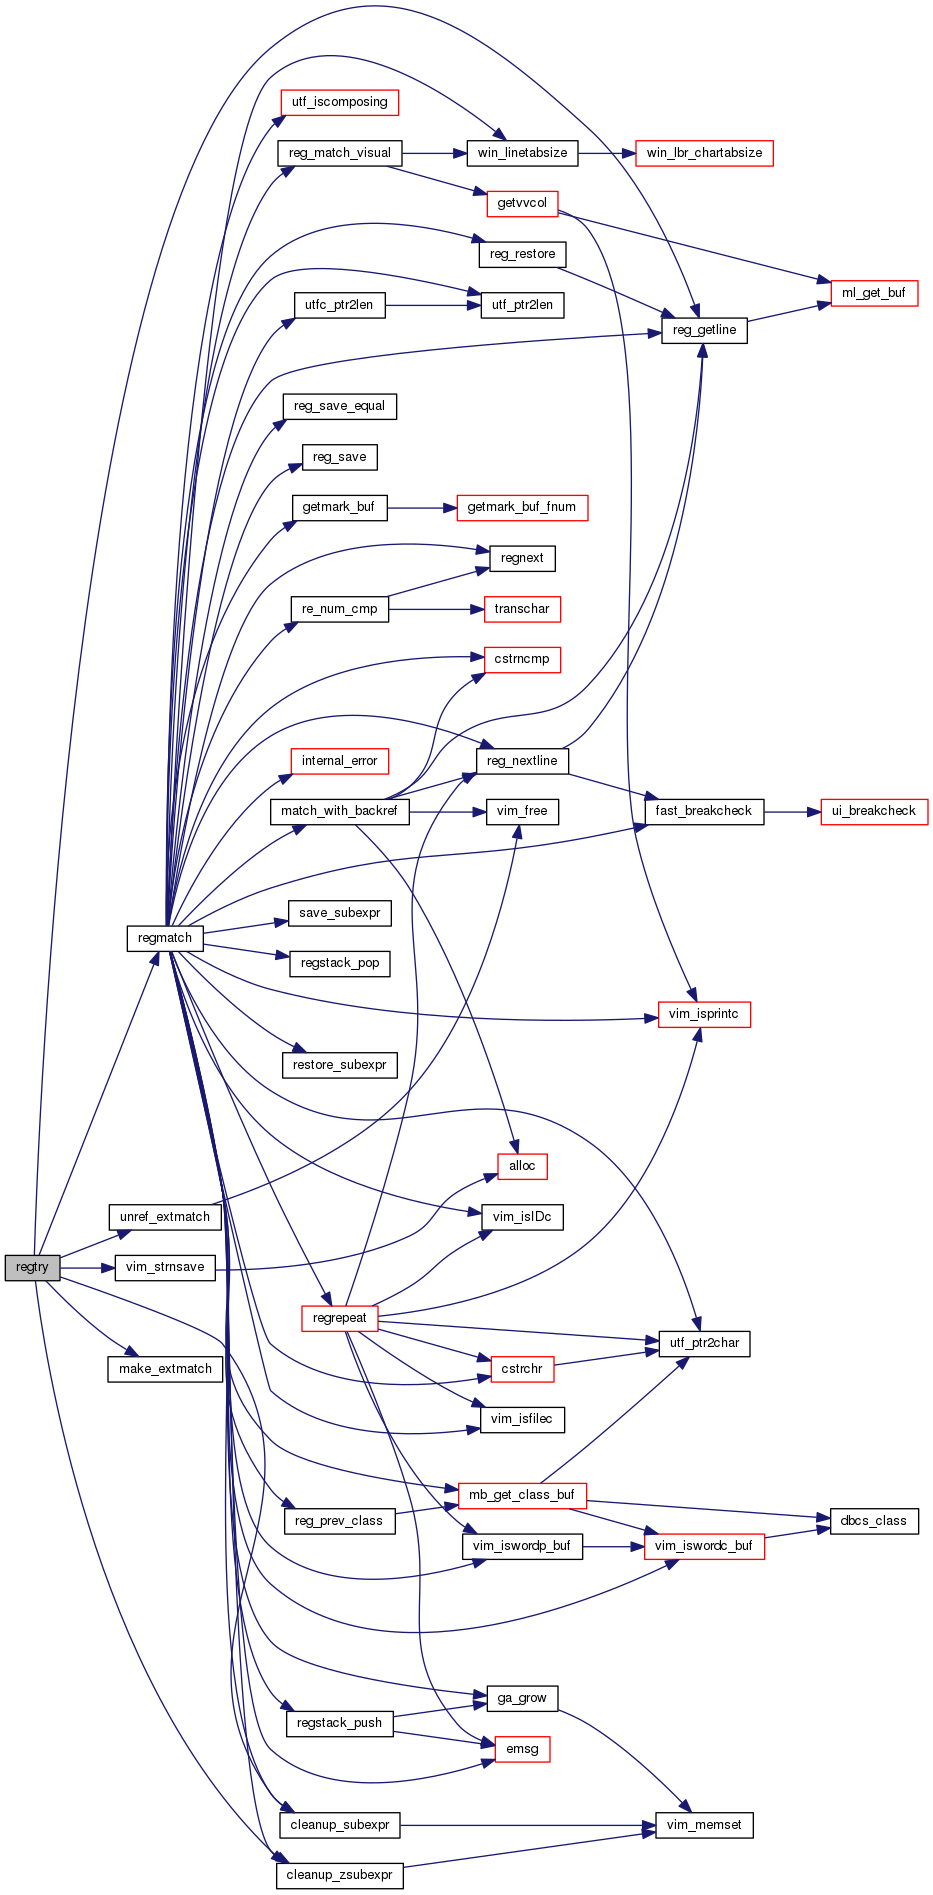 utf_iscomposing
reg_match_visual
win_linetabsize
win_lbr_chartabsize
getvvcol
reg_restore
ml_get_buf
utfc_ptr2len
utf_ptr2len
reg_getline
reg_save_equal
reg_save
getmark_buf
getmark_buf_fnum
regnext
re_num_cmp
transchar
cstrncmp
internal_error
reg_nextline
match_with_backref
vim_free
fast_breakcheck
ui_breakcheck
save_subexpr
regmatch
regstack_pop
vim_isprintc
restore_subexpr
alloc
unref_extmatch
vim_isIDc
regtry
vim_strnsave
regrepeat
utf_ptr2char
make_extmatch
cstrchr
vim_isfilec
mb_get_class_buf
reg_prev_class
dbcs_class
vim_iswordp_buf
vim_iswordc_buf
ga_grow
regstack_push
emsg
cleanup_subexpr
vim_memset
cleanup_zsubexpr